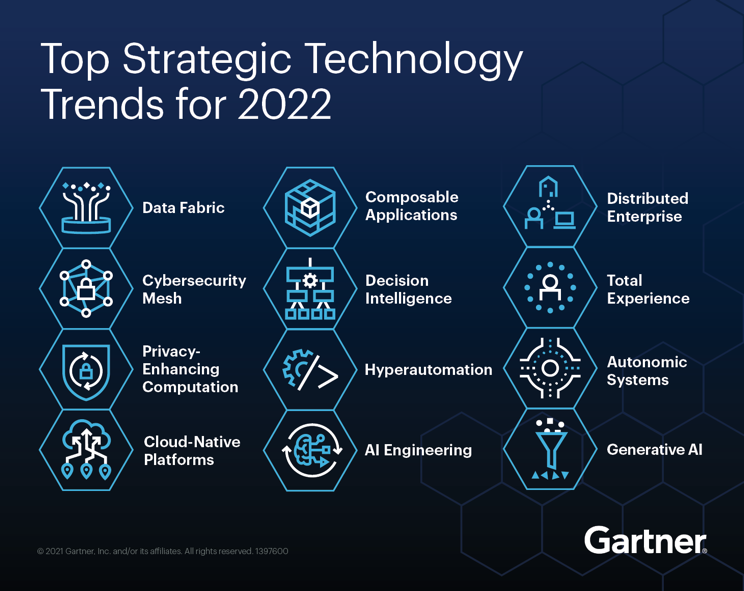 Top Strategic Technology
Trends for 2022
Data Fabric
Cybersecurity
Mesh
Privacy-
Enhancing
Computation
Cloud-Native
Platforms
Composable
Applications
Decision
Intelligence
Hyperautomation
AI Engineering
Distributed
Enterprise
Total
Experience
Autonomic
Systems
Generative AI
© 2021 Gartner, Inc. and/or its affiliates. All rights reserved. 1397600
Gartner®